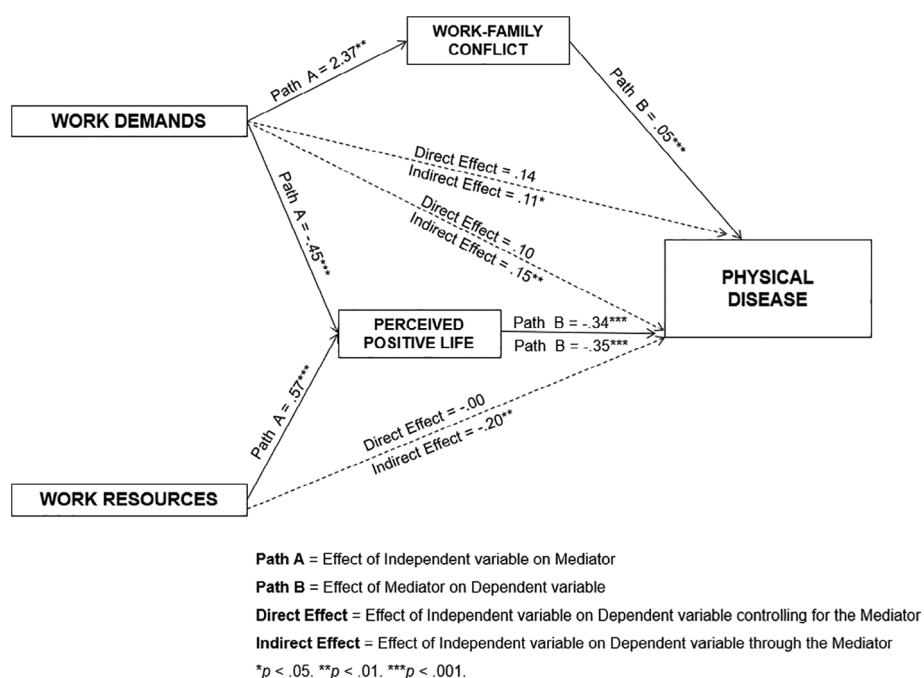 WORK-FAMILY
CONFLICT
Path A = 2.37**
Path B = .05***
WORK DEMANDS
Direct Effect = .14
Indirect Effect = .11*
Direct Effect = .10
Indirect Effect = .15**
Path A = -.45***
PHYSICAL
DISEASE
PERCEIVED
POSITIVE LIFE
Path B = -.34***
Path B = -.35***
Path A = .57***
Direct Effect = -.00
Indirect Effect = -.20**
WORK RESOURCES
Path A = Effect of Independent variable on Mediator
Path B = Effect of Mediator on Dependent variable
Direct Effect = Effect of Independent variable on Dependent variable controlling for the Mediator
Indirect Effect = Effect of Independent variable on Dependent variable through the Mediator
*p < .05. **p < .01. ***p < .001.